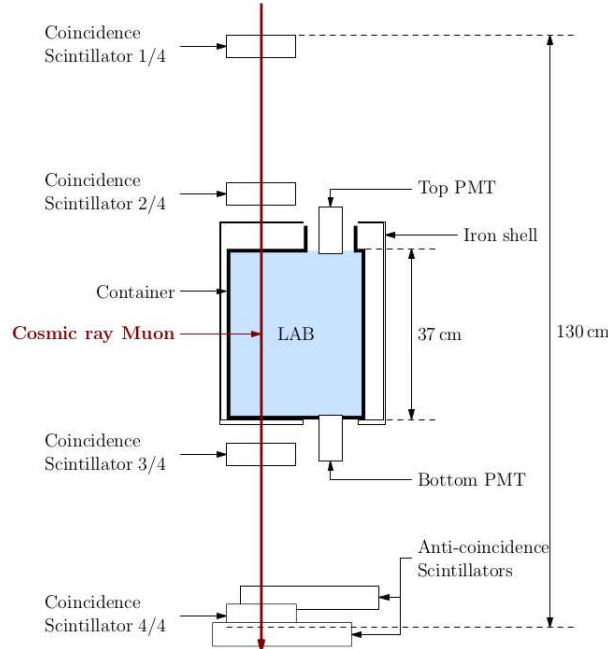 Coincidence
Scintillator 1/4
Coincidence
Scintillator 2/4
Top PMT
Iron shell
Container
Cosmic ray Muon
LAB
37 cm
130 cm
Coincidence
Scintillator 3/4
Bottom PMT
Anti-coincidence
Scintillators
Coincidence
Scintillator 4/4